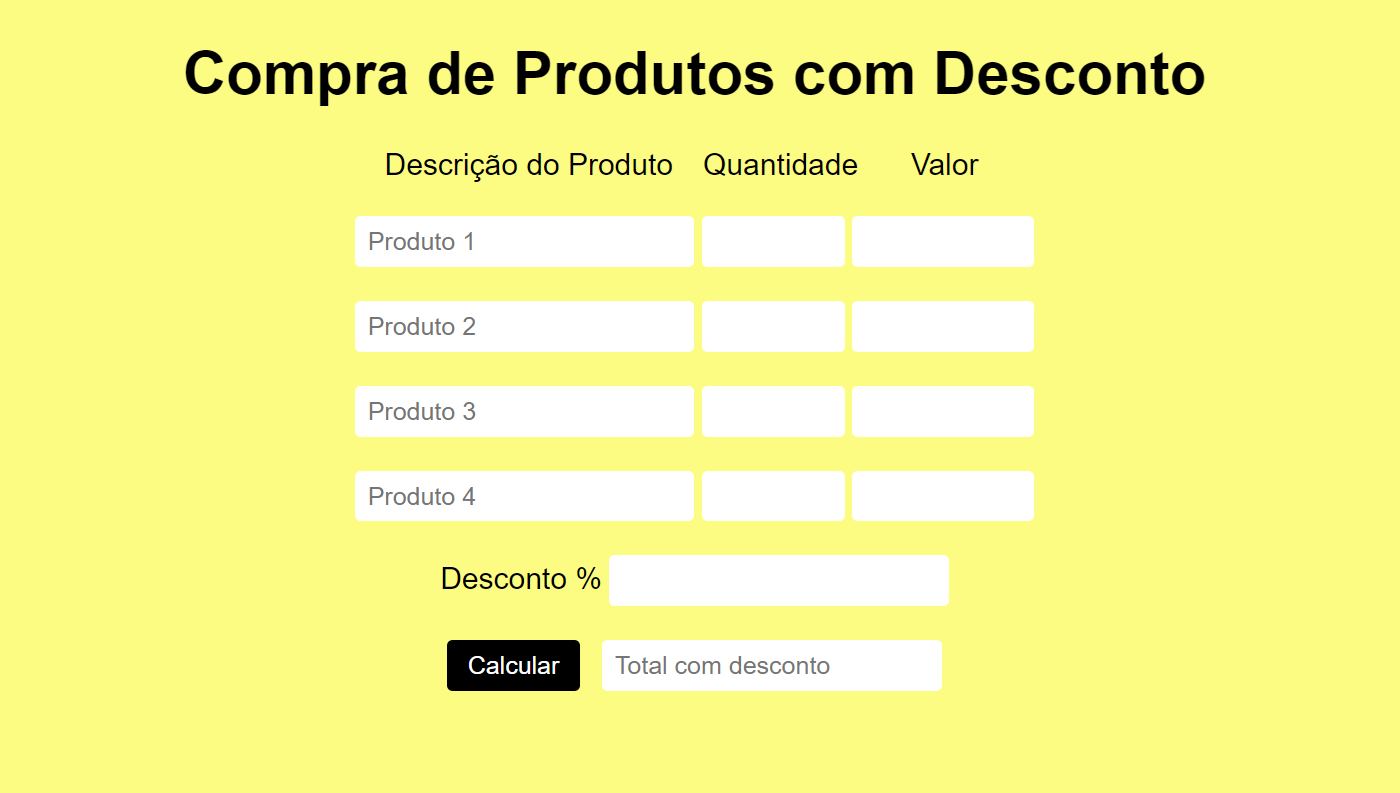 Compra de Produtos com Desconto
Descrição do Produto Quantidade Valor
Produto 1
Produto 2
Produto 3
Produto 4
Desconto %
Calcular Total com desconto